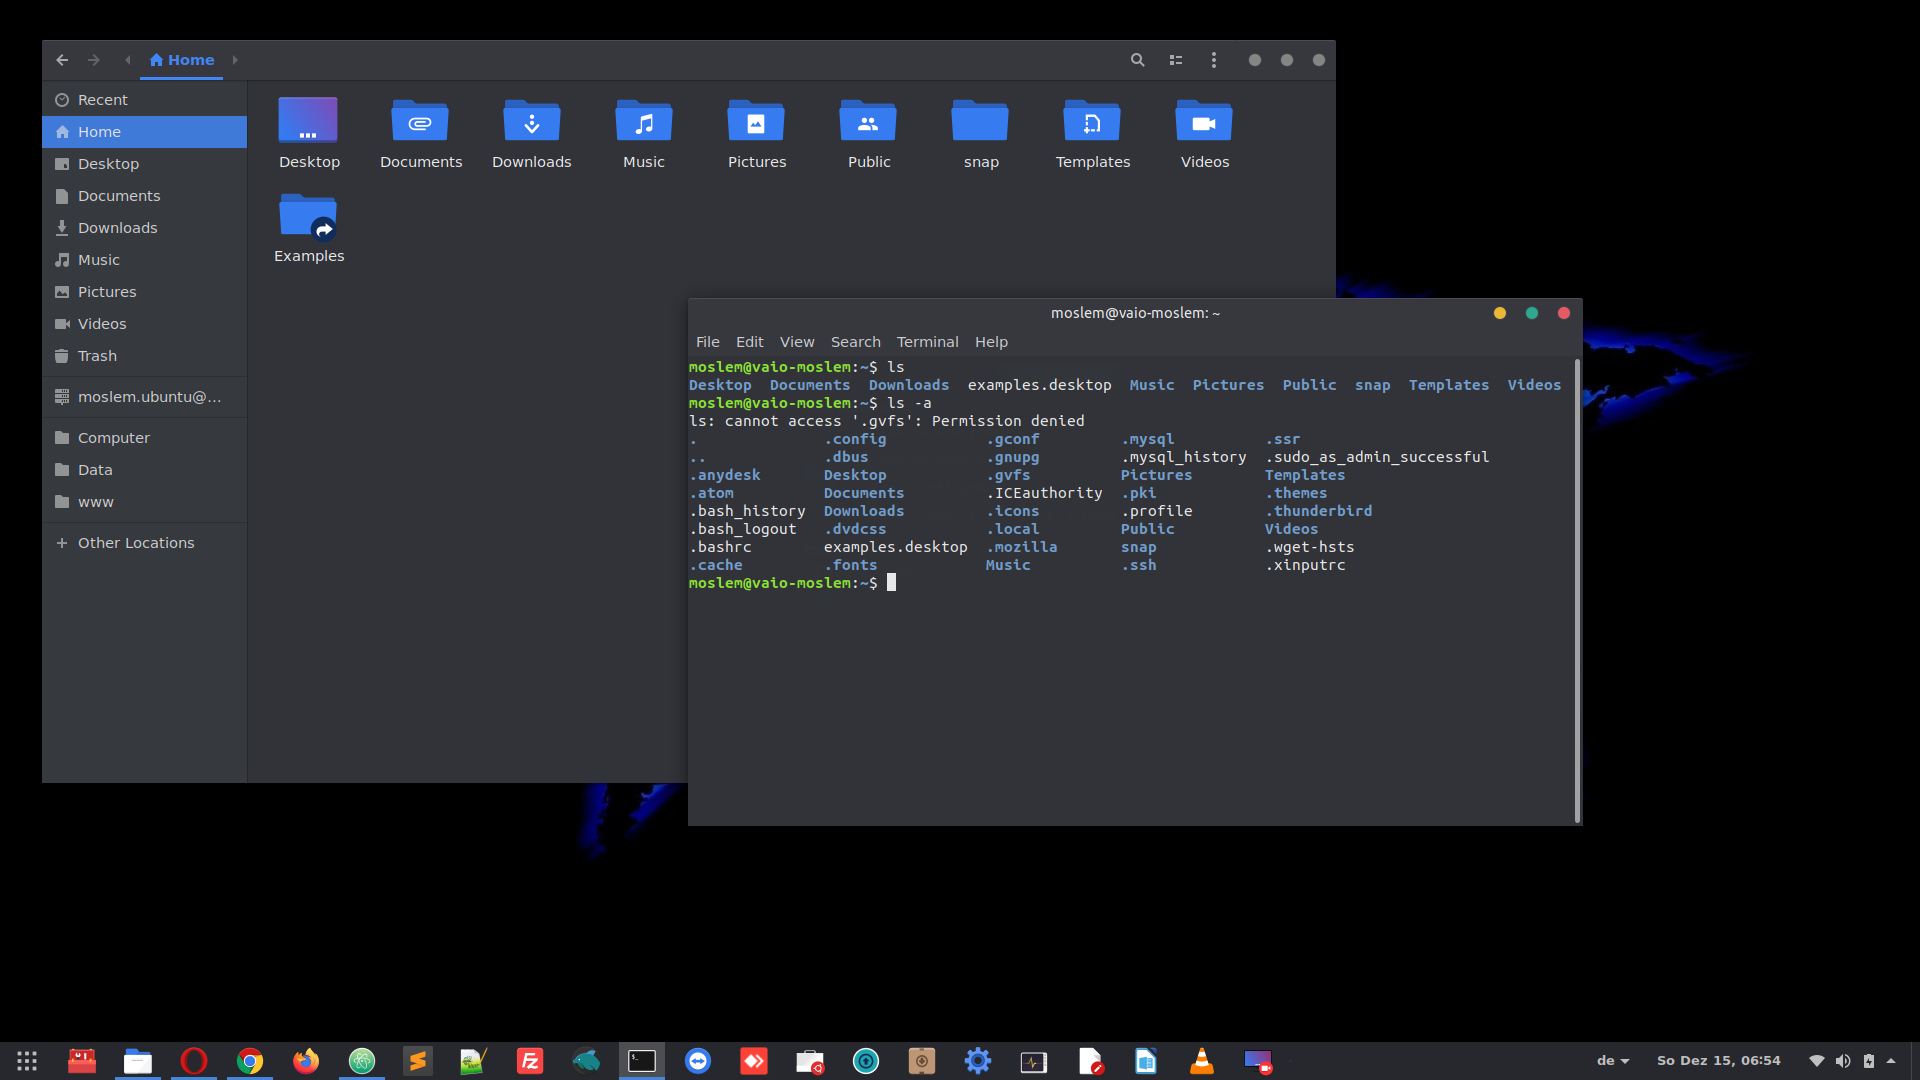 Home
Recent
Home
Desktop
Documents
Downloads
Music
Pictures
Videos
Trash
moslem.ubuntu@...
Computer
Data
www
Other Locations
Desktop
Documents
Downloads
Music
Pictures
Public
snap
Templates
Videos
Examples
moslem@vaio-moslem: ~
File Edit View Search Terminal Help
moslem@vaio-moslem:~$ ls
Desktop Documents Downloads examples.desktop Music Pictures Public snap Templates Videos
moslem@vaio-moslem:~$ ls -a
ls: cannot access '.gvfs': Permission denied
. .config .gconf .mysql .ssr
.. .dbus .gnupg .mysql_history .sudo_as_admin_successful
.anydesk Desktop .gvfs Pictures Templates
.atom Documents .ICEauthority .pki .themes
.bash_history Downloads .icons .profile .thunderbird
.bash_logout .dvdcss .local Public Videos
.bashrc examples.desktop .mozilla snap .wget-hsts
.cache .fonts Music .ssh .xinputrc
moslem@vaio-moslem:~$
de
So Dez 15, 06:54